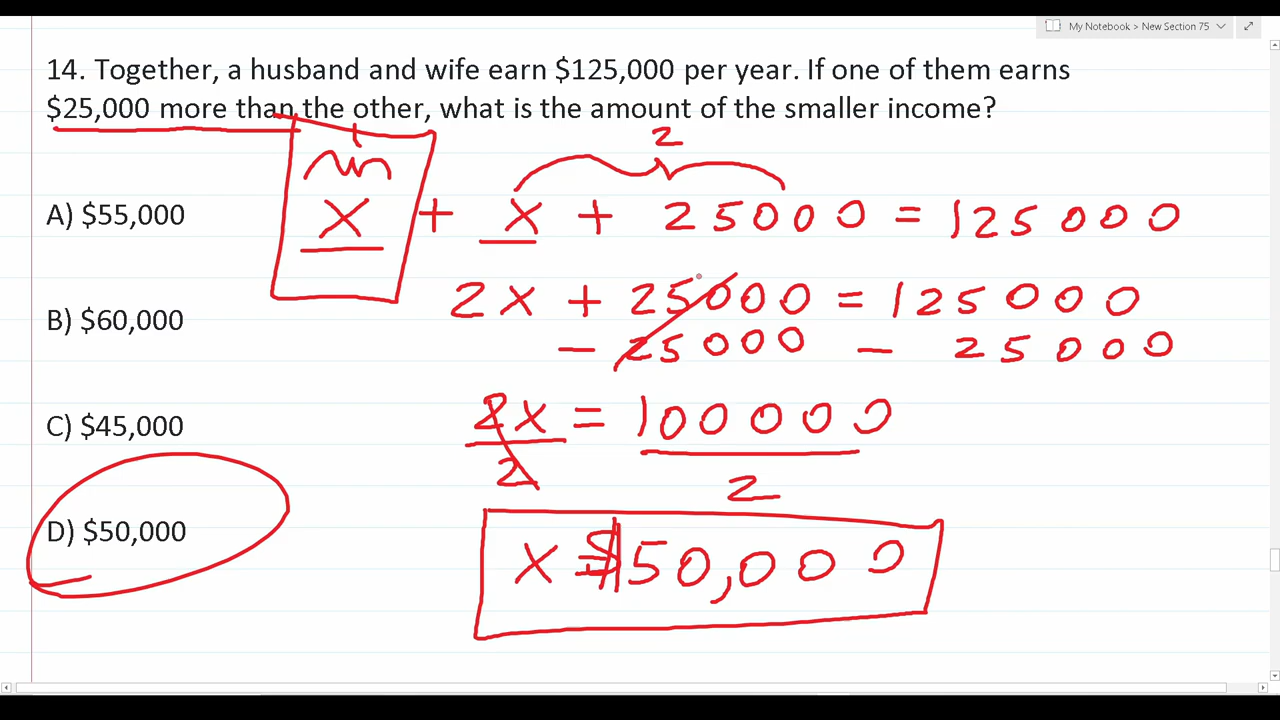 My Notebook > New Section 75
14. Together, a husband and wife earn $125,000 per year. If one of them earns
$25,000 more than the other, what is the amount of the smaller income?
2
A) $55,000
x + x + 25000 = 125000
B) $60,000
2x + 25000 = 125000
- 25000 - 25000
C) $45,000
2x = 100000
2 2
D) $50,000
x = $50,000